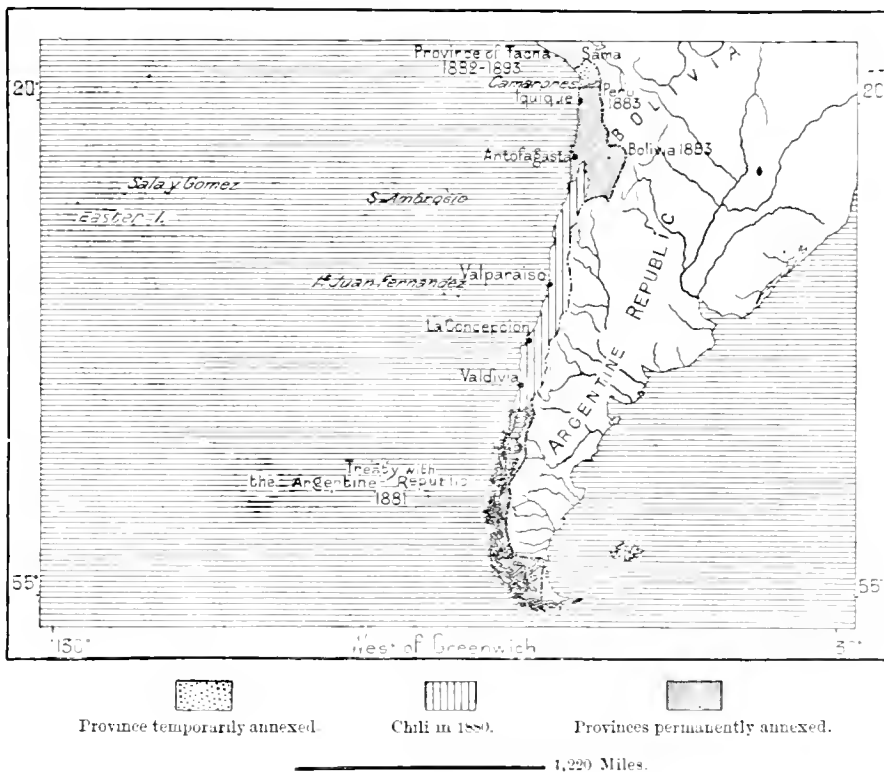 Province of Tacna
1882-1893
Sama
Camarones
Iquique
Peru
1883
BOLIVIA
20°
20°
Antofagasta
Bolivia 1883
Sala y Gomez
Easter I.
S. Ambrosio
Juan Fernandez
Valparaiso
La Concepcion
Valdivia
ARGENTINE REPUBLIC
Treaty with
the Argentine Republic
1881
55°
55°
130°
West of Greenwich
Province temporarily annexed.
Chili in 1880.
Provinces permanently annexed.
1,220 Miles.